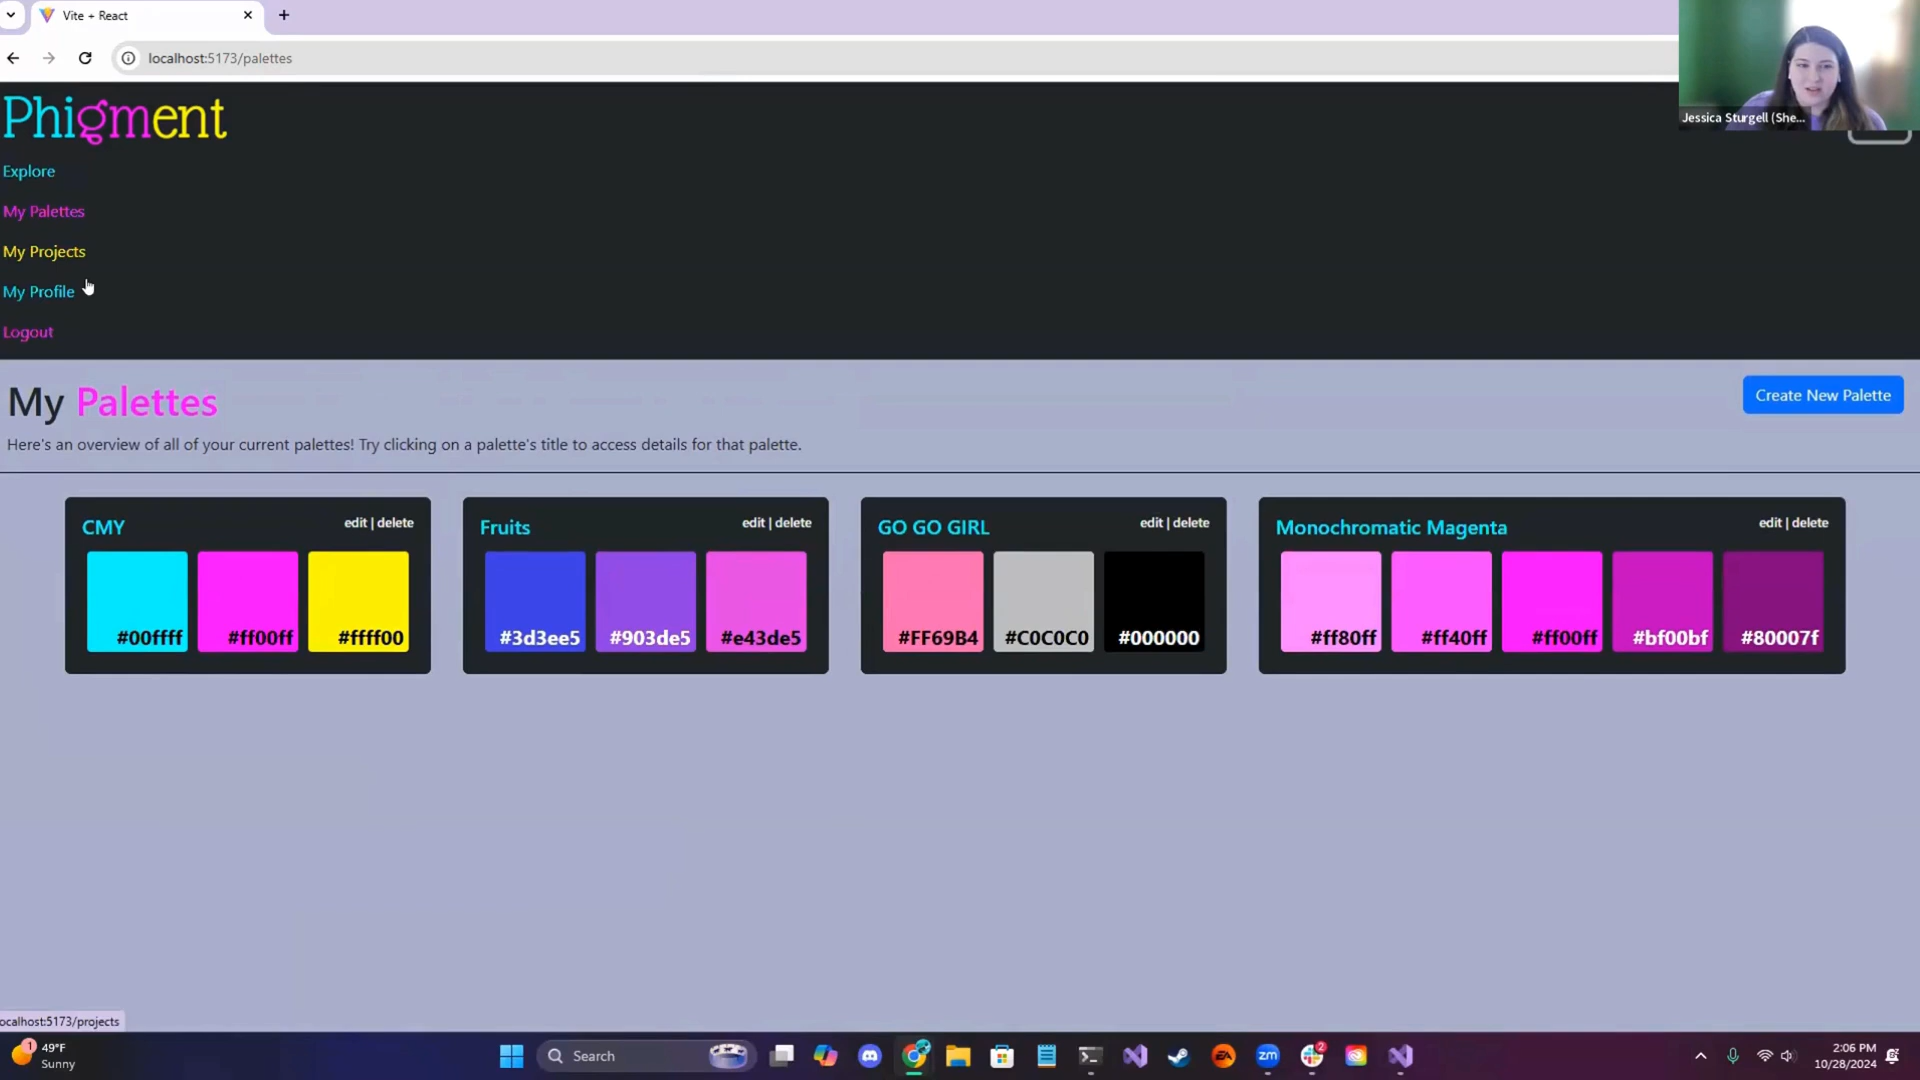 Vite + React
localhost:5173/palettes
Jessica Sturgell (She...
Phigment
Explore
My Palettes
My Projects
My Profile
Logout
My Palettes
Create New Palette
Here's an overview of all of your current palettes! Try clicking on a palette's title to access details for that palette.
CMY
edit | delete
#00ffff
#ff00ff
#ffff00
Fruits
edit | delete
#3d3ee5
#903de5
#e43de5
GO GO GIRL
edit | delete
#FF69B4
#C0C0C0
#000000
Monochromatic Magenta
edit | delete
#ff80ff
#ff40ff
#ff00ff
#bf00bf
#80007f
ocalhost:5173/projects
1
49°F
Sunny
Search
EA
zm
2
2:06 PM
10/28/2024